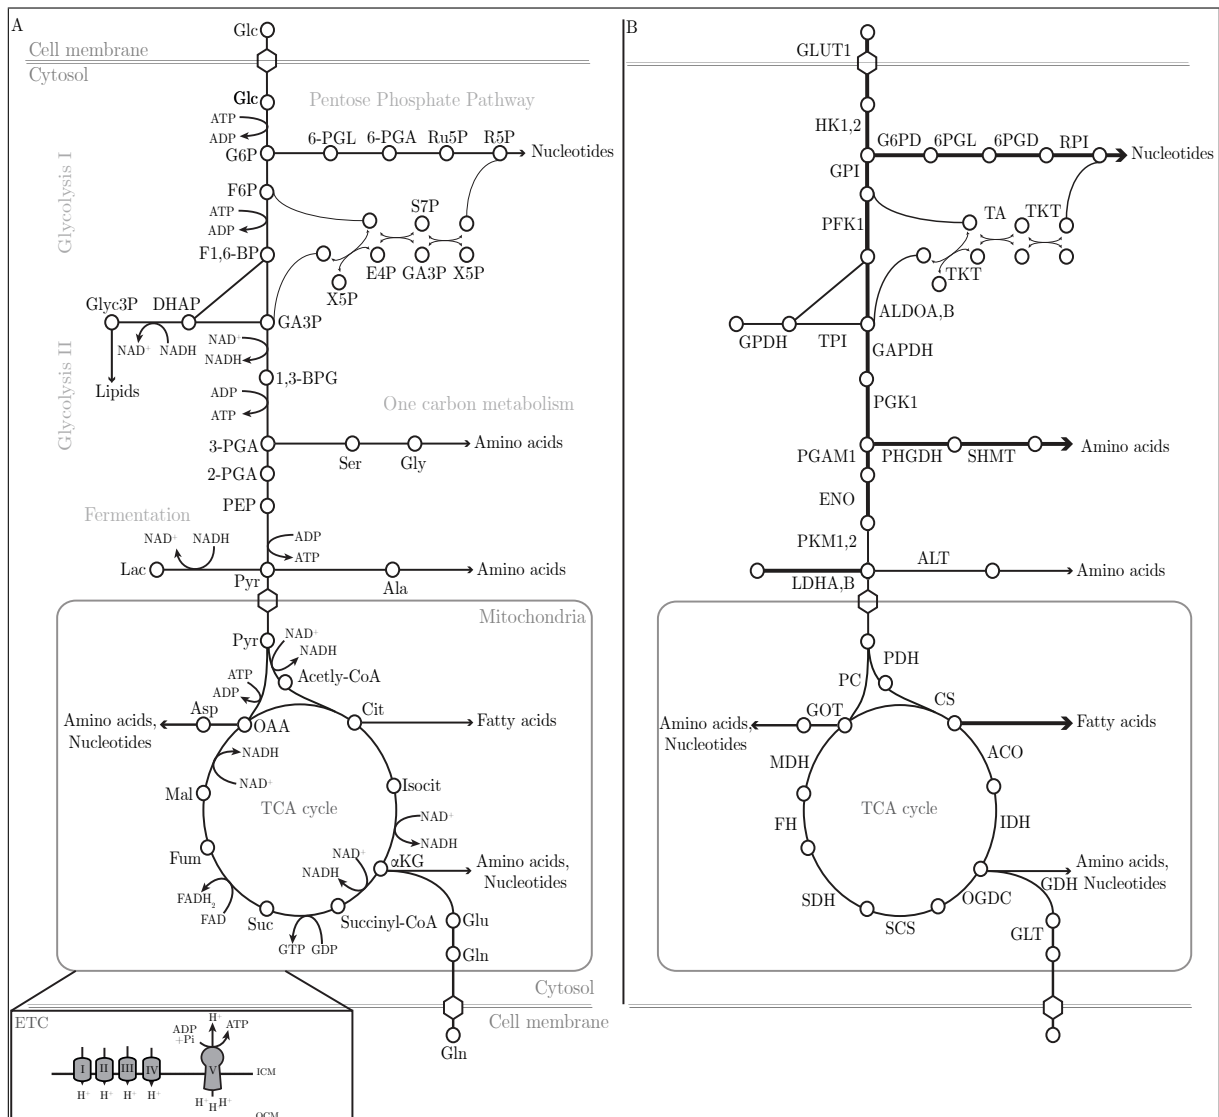 A
Glc
Cell membrane
Cytosol
Glc
Pentose Phosphate Pathway
ATP
ADP
6-PGL 6-PGA Ru5P R5P
G6P
Nucleotides
Glycolysis I
F6P
ATP
ADP
S7P
F1,6-BP
E4P GA3P X5P
X5P
Glyc3P DHAP
GA3P
NAD+ NADH
NAD+
NADH
Lipids
Glycolysis II
1,3-BPG
ADP
ATP
One carbon metabolism
3-PGA
Amino acids
Ser Gly
2-PGA
PEP
Fermentation
NAD+ NADH
ADP
ATP
Lac
Pyr
Ala
Amino acids
Mitochondria
Pyr
NAD+
NADH
ATP
ADP
Acetly-CoA
Asp
OAA
Cit
Amino acids,
Nucleotides
Fatty acids
NADH
NAD+
Mal
TCA cycle
Isocit
NAD+
NADH
Fum
NAD+
NADH
αKG
Amino acids,
Nucleotides
FADH2
FAD
Suc
Succinyl-CoA
Glu
GTP GDP
Gln
Cytosol
Cell membrane
Gln
ETC
ADP
+Pi
H+
ATP
I II III IV V
ICM
H+ H+ H+ H+
H+ H+ H+
OCM
B
GLUT1
HK1,2
G6PD 6PGL 6PGD RPI
Nucleotides
GPI
PFK1
TA TKT
TKT
ALDOA,B
GPDH TPI
GAPDH
PGK1
PGAM1 PHGDH SHMT
Amino acids
ENO
PKM1,2
ALT
LDHA,B
Amino acids
PDH
PC
GOT
CS
Amino acids,
Nucleotides
Fatty acids
MDH
ACO
TCA cycle
FH
IDH
Amino acids,
Nucleotides
GDH
SDH
OGDC
SCS
GLT